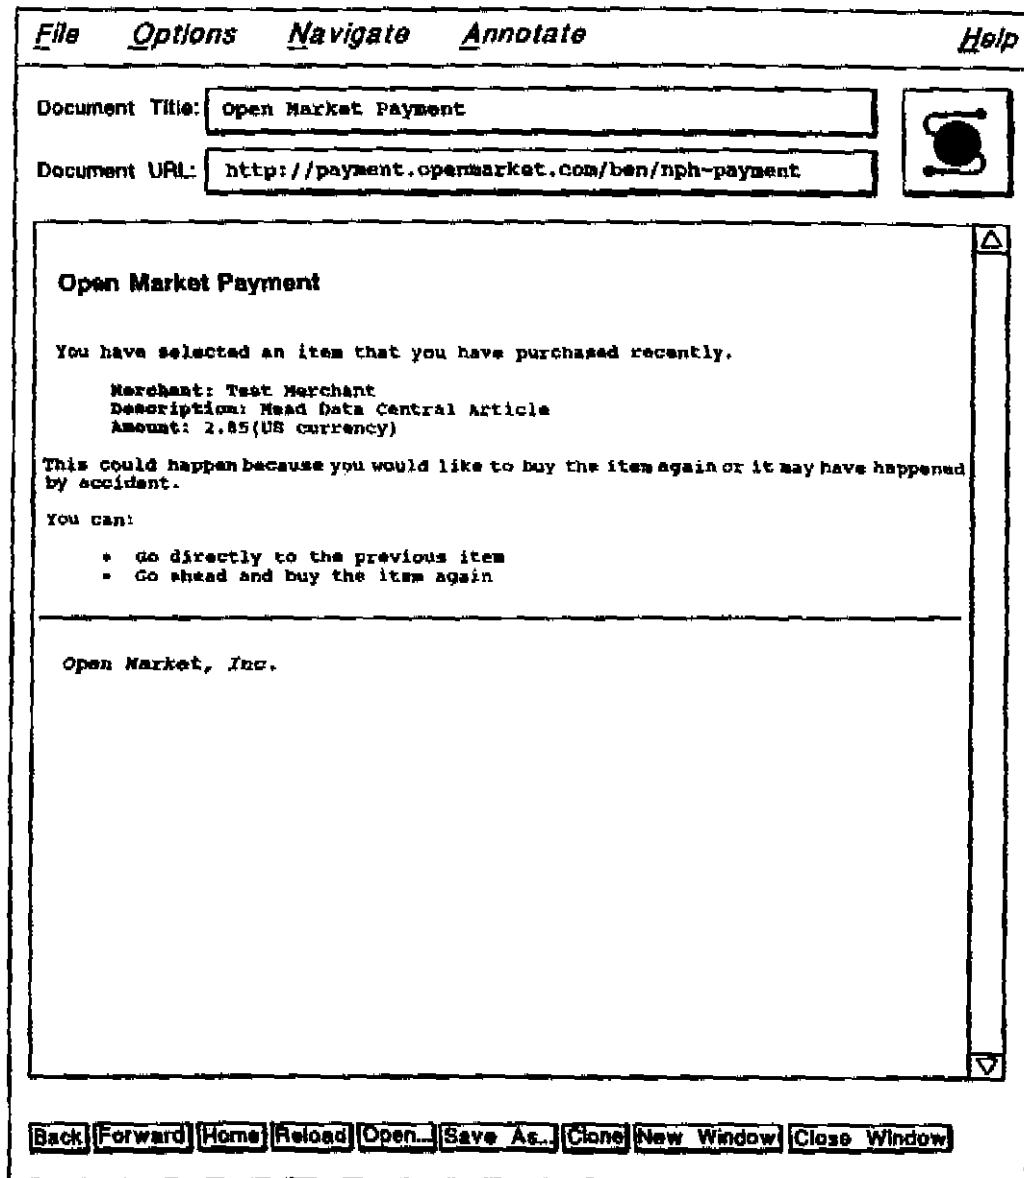 File Options Navigate Annotate Help
Document Title: Open Market Payment
Document URL: http://payment.openmarket.com/ben/nph-payment
Open Market Payment
You have selected an item that you have purchased recently.
Merchant: Test Merchant
Description: Mead Data Central Article
Amount: 2.85(US currency)
This could happen because you would like to buy the item again or it may have happened
by accident.
You can:
• Go directly to the previous item
• Go ahead and buy the item again
Open Market, Inc.
Back Forward Home Reload Open... Save As... Clone New Window Close Window